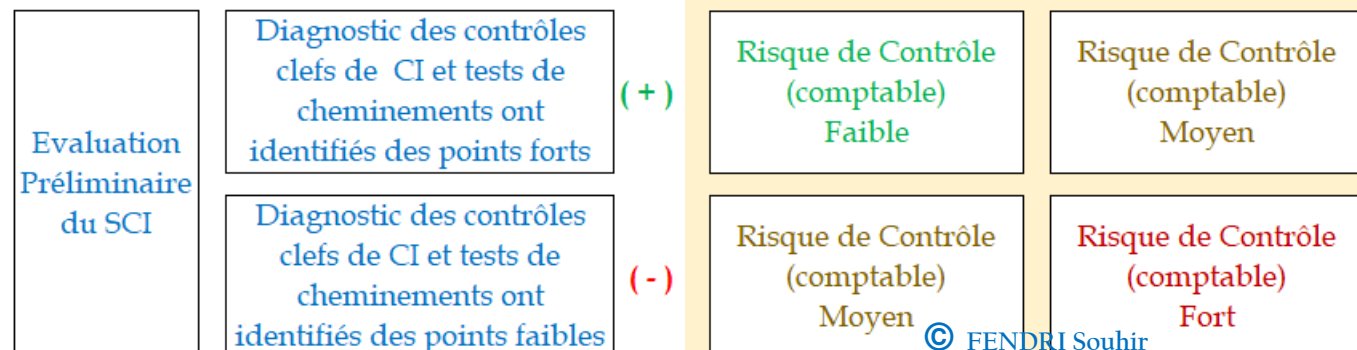 Evaluation
Préliminaire
du SCI
Diagnostic des contrôles
clefs de  CI et tests de
cheminements ont
identifiés des points forts
( + )
Risque de Contrôle
(comptable)
Faible
Risque de Contrôle
(comptable)
Moyen
Diagnostic des contrôles
clefs de CI et tests de
cheminements ont
identifiés des points faibles
( - )
Risque de Contrôle
(comptable)
Moyen
Risque de Contrôle
(comptable)
Fort
© FENDRI Souhir